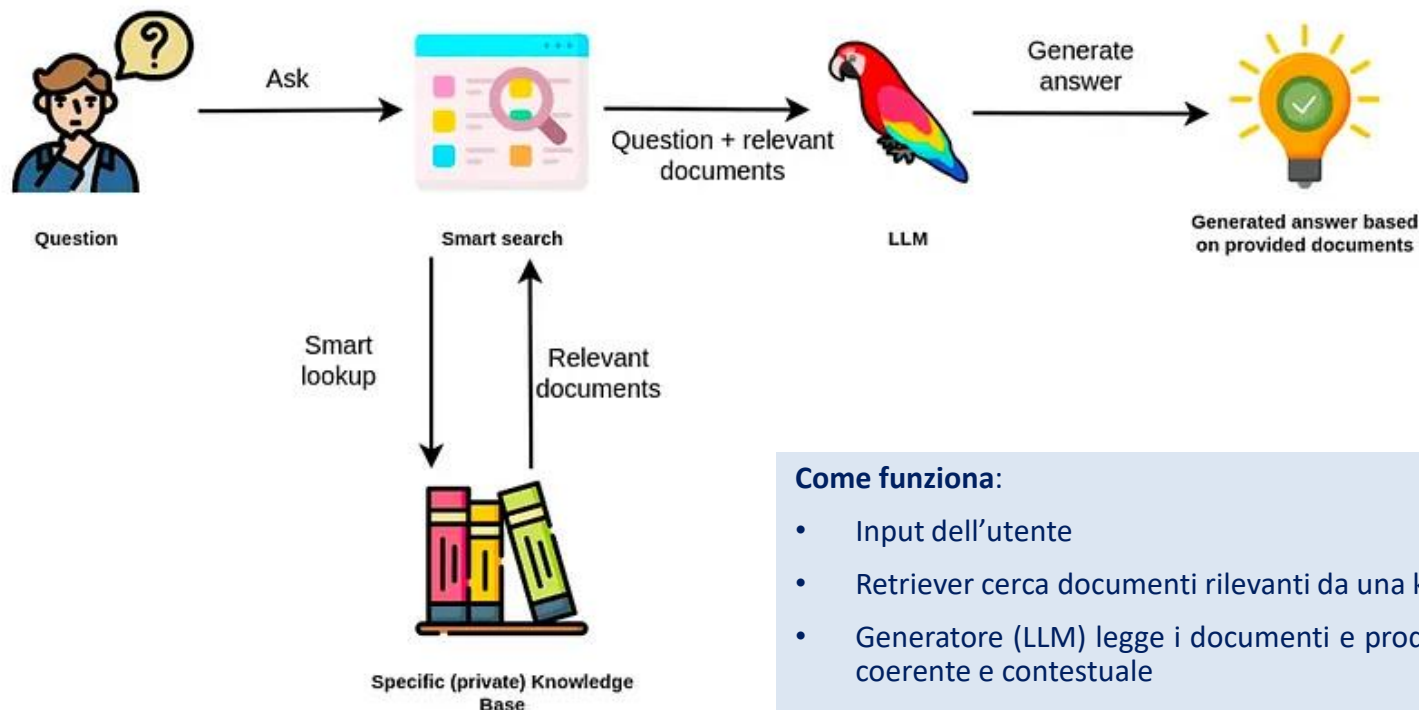 ?
Ask
Generate
answer
Question + relevant
documents
Question
Smart search
LLM
Generated answer based
on provided documents
Smart
lookup
Relevant
documents
Specific (private) Knowledge
Base
Come funziona:
• Input dell’utente
• Retriever cerca documenti rilevanti da una
• Generatore (LLM) legge i documenti e
coerente e contestuale